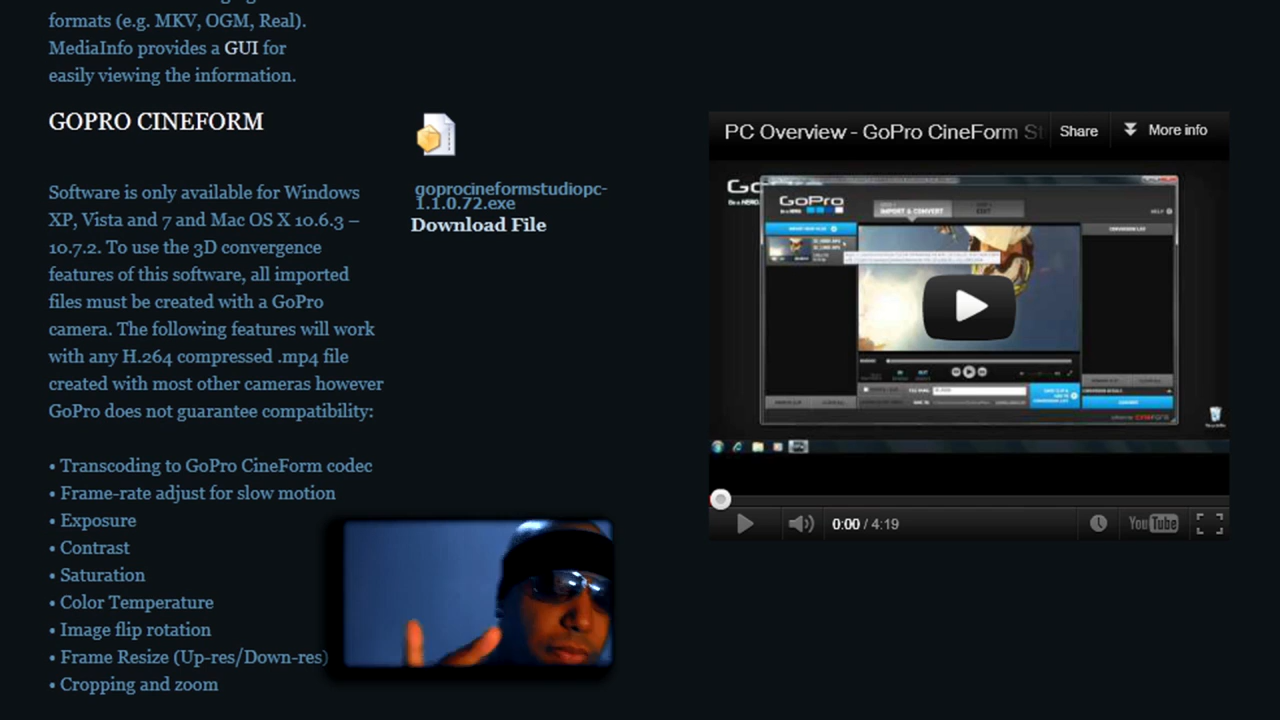 formats (e.g. MKV, OGM, Real).
MediaInfo provides a GUI for
easily viewing the information.
GOPRO CINEFORM
Software is only available for Windows
XP, Vista and 7 and Mac OS X 10.6.3 –
10.7.2. To use the 3D convergence
features of this software, all imported
files must be created with a GoPro
camera. The following features will work
with any H.264 compressed .mp4 file
created with most other cameras however
GoPro does not guarantee compatibility:
• Transcoding to GoPro CineForm codec
• Frame-rate adjust for slow motion
• Exposure
• Contrast
• Saturation
• Color Temperature
• Image flip rotation
• Frame Resize (Up-res/Down-res)
• Cropping and zoom
goprocineformstudiopc-
1.1.0.72.exe
Download File
PC Overview - GoPro CineForm St
Share
More info
GoPro
IMPORT & CONVERT
EDIT
HELP
0:00 / 4:19
YouTube